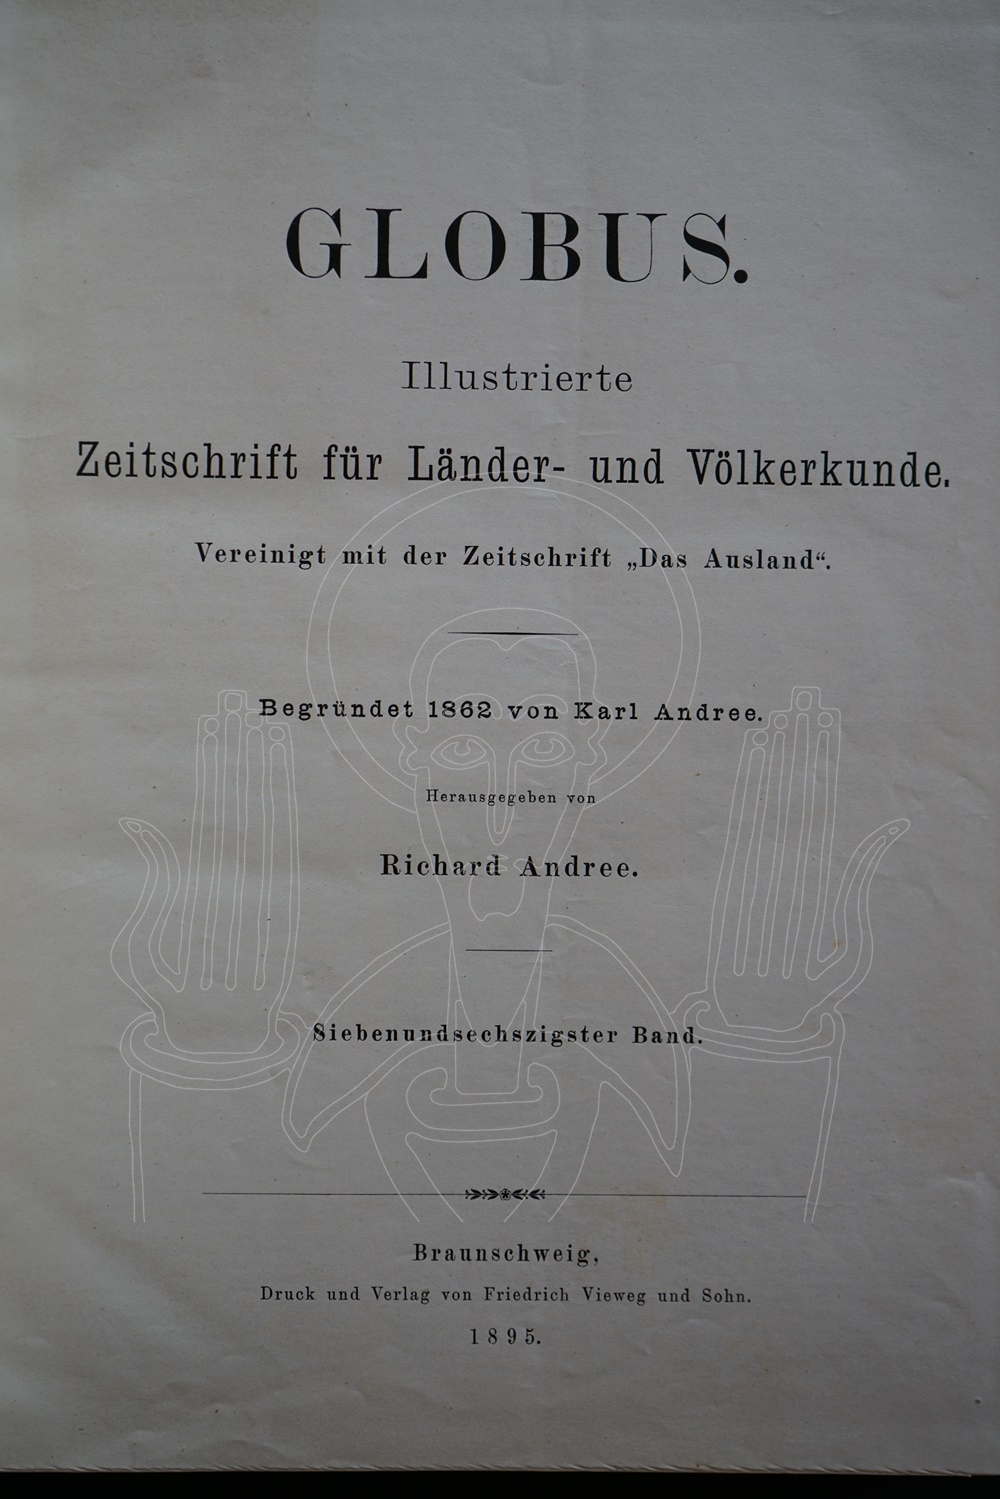 GLOBUS.
Illustrierte
Zeitschrift für Länder- und Völkerkunde.
Vereinigt mit der Zeitschrift „Das Ausland“.
Begründet 1862 von Karl Andree.
Herausgegeben von
Richard Andree.
Siebenundsechszigster Band.
Braunschweig,
Druck und Verlag von Friedrich Vieweg und Sohn.
1895.